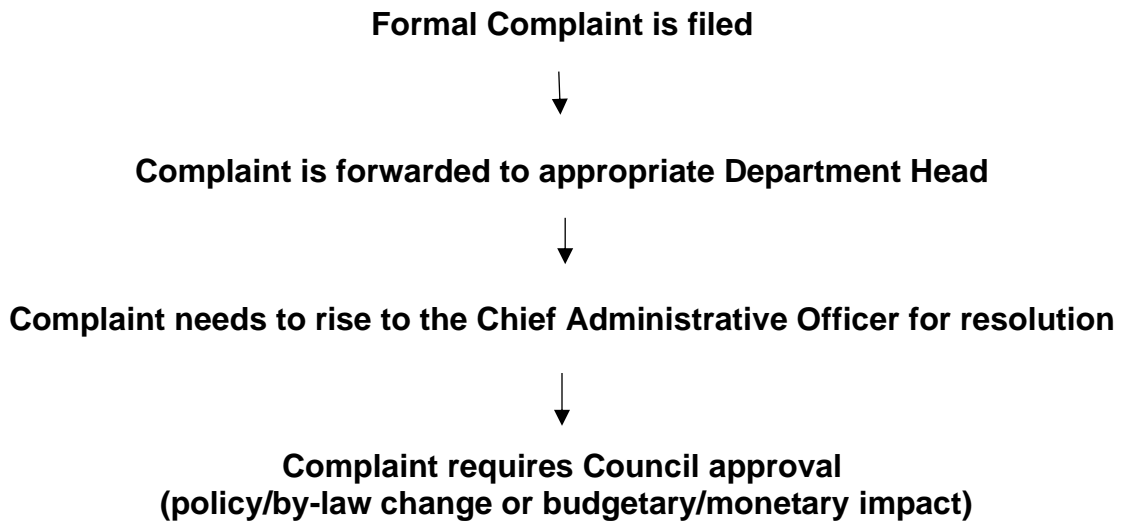 Formal Complaint is filed
Complaint is forwarded to appropriate Department Head
Complaint needs to rise to the Chief Administrative Officer for resolution
Complaint requires Council approval
(policy/by-law change or budgetary/monetary impact)